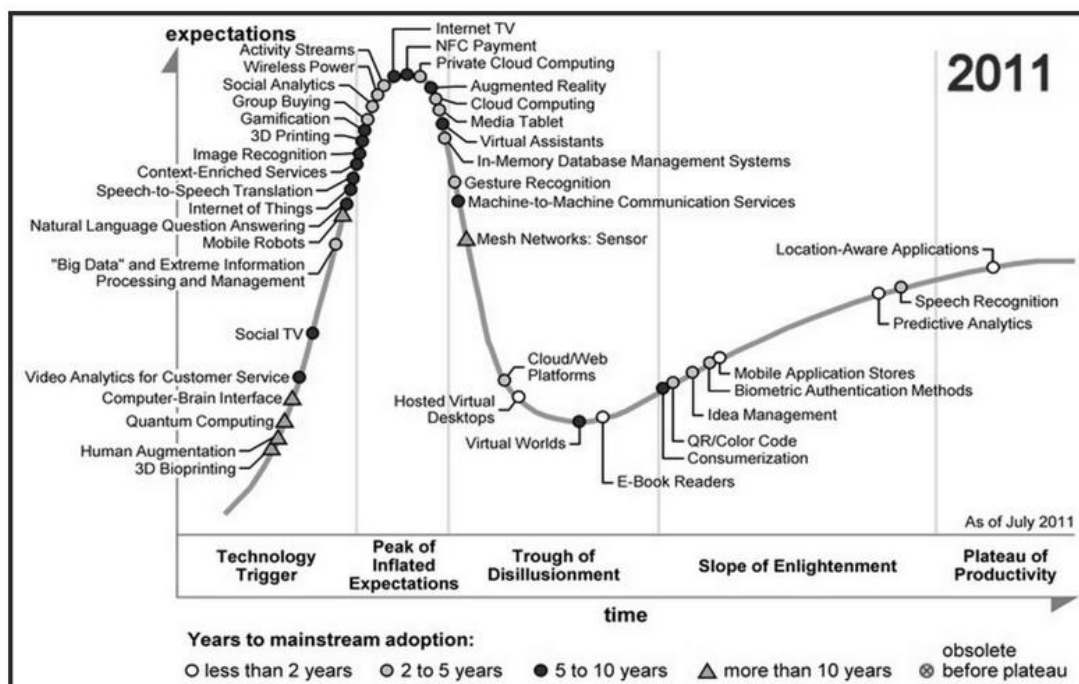 expectations
2011
Internet TV
NFC Payment
Activity Streams
Private Cloud Computing
Wireless Power
Social Analytics
Augmented Reality
Group Buying
Cloud Computing
Gamification
Media Tablet
3D Printing
Virtual Assistants
Image Recognition
In-Memory Database Management Systems
Context-Enriched Services
Speech-to-Speech Translation
Gesture Recognition
Internet of Things
Machine-to-Machine Communication Services
Natural Language Question Answering
Mobile Robots
Mesh Networks: Sensor
"Big Data" and Extreme Information
Processing and Management
Location-Aware Applications
Speech Recognition
Predictive Analytics
Social TV
Video Analytics for Customer Service
Computer-Brain Interface
Quantum Computing
Human Augmentation
3D Bioprinting
Cloud/Web
Platforms
Hosted Virtual
Desktops
Virtual Worlds
E-Book Readers
Mobile Application Stores
Biometric Authentication Methods
Idea Management
QR/Color Code
Consumerization
As of July 2011
Technology
Trigger
Peak of
Inflated
Expectations
Trough of
Disillusionment
Slope of Enlightenment
Plateau of
Productivity
time
Years to mainstream adoption:
less than 2 years
2 to 5 years
5 to 10 years
more than 10 years
obsolete
before plateau